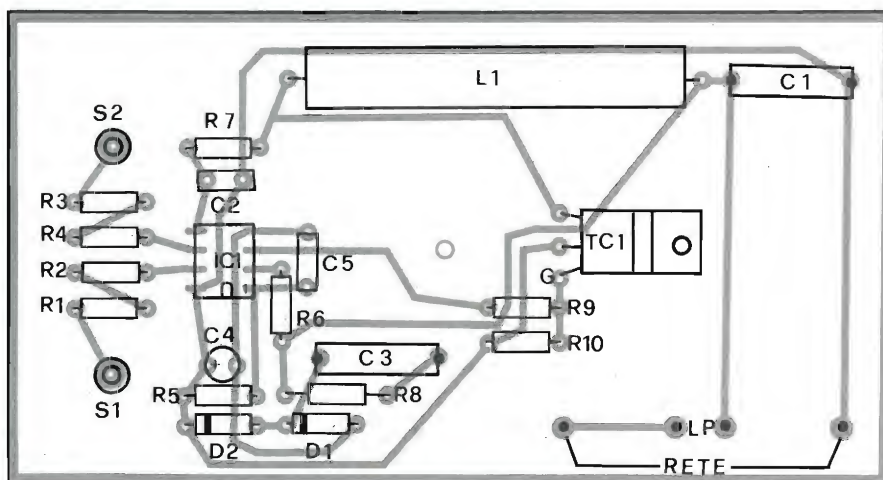 L1
C1
S2
R7
R3
C2
R4
TC1
IC1
C5
R2
G
R1
R6
R9
C4
R10
C3
R5
R8
S1
LP
D2
D1
RETE